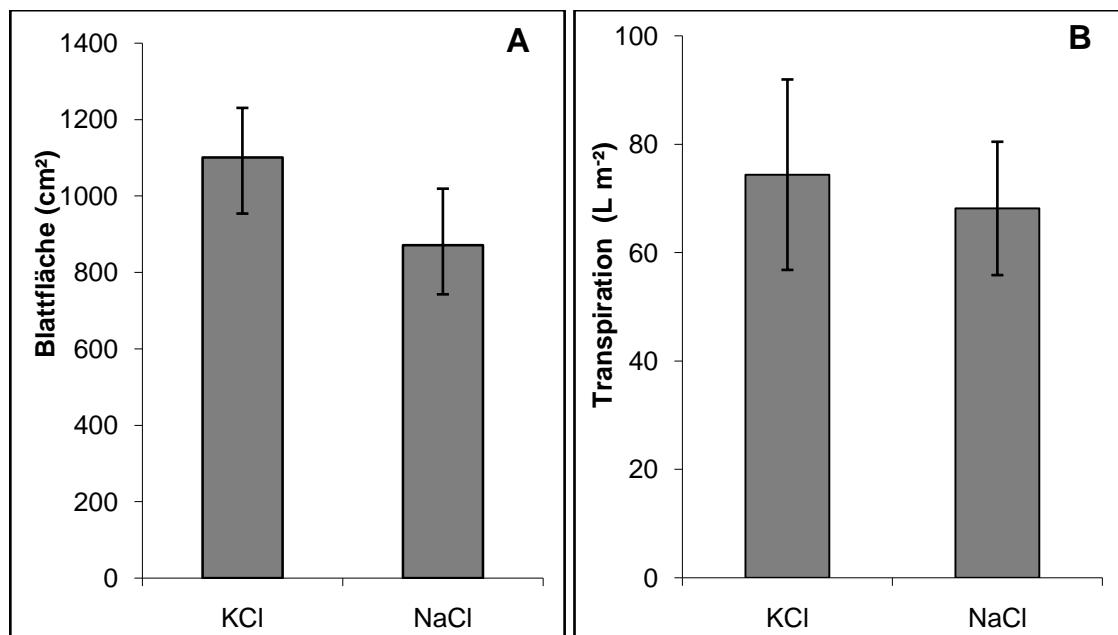 A
Blattfläche (cm²)
1400
1200
1000
800
600
400
200
0
KCl
NaCl
B
Transpiration (L m⁻²)
100
80
60
40
20
0
KCl
NaCl